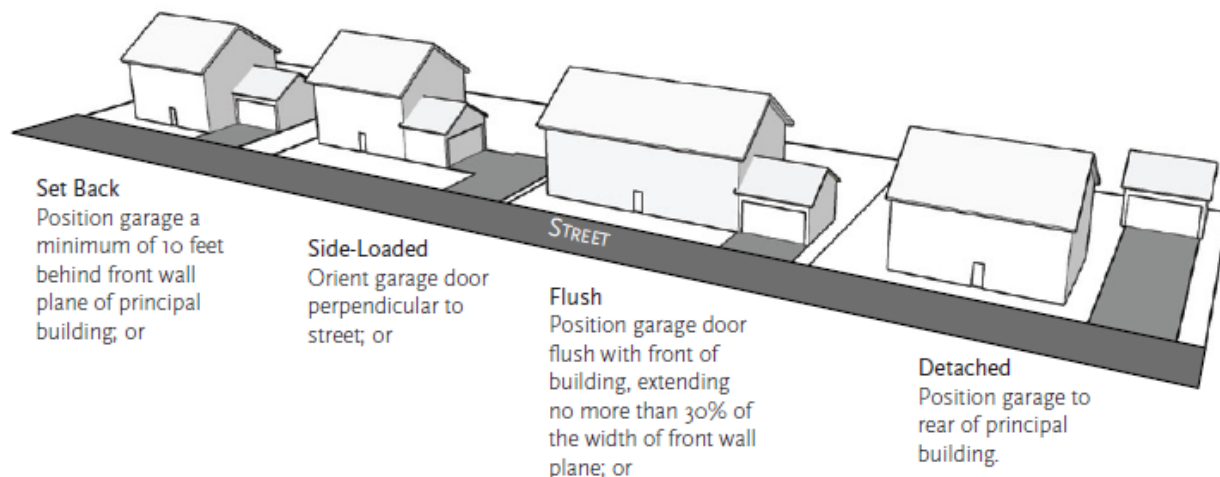 Set Back
Position garage a
minimum of 10 feet
behind front wall
plane of principal
building; or
Side-Loaded
Orient garage door
perpendicular to
street; or
STREET
Flush
Position garage door
flush with front of
building, extending
no more than 30% of
the width of front wall
plane; or
Detached
Position garage to
rear of principal
building.